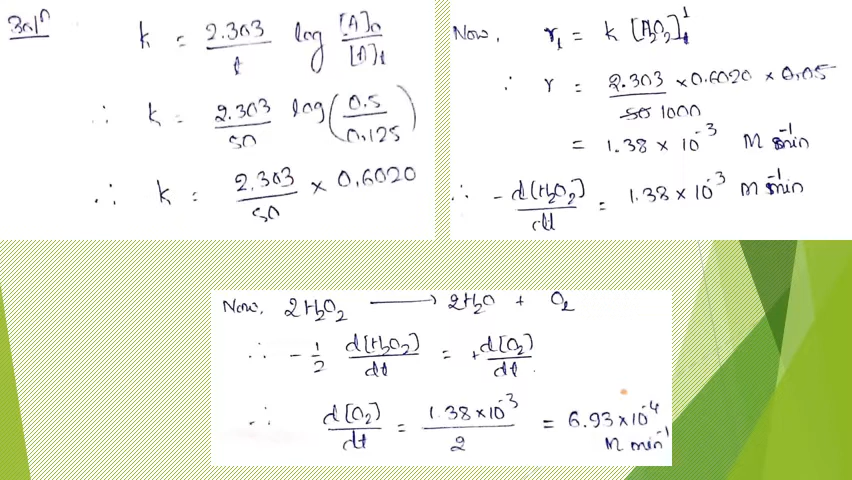 Solⁿ
k = 2.303/t log [A]₀/[A]t
∴ k = 2.303/50 log (0.5/0.125)
∴ k = 2.303/50 × 0.6020
Now, r₁ = k [H₂O₂]¹t
∴ r = 2.303/50 1000 × 0.6020 × 0.05
= 1.38 × 10⁻³ M min⁻¹
∴ - d[H₂O₂]/dt = 1.38 × 10⁻³ M min⁻¹
Now, 2H₂O₂ ⟶ 2H₂O + O₂
∴ - 1/2 d[H₂O₂]/dt = + d[O₂]/dt
∴ d[O₂]/dt = 1.38 × 10⁻³/2 = 6.93 × 10⁻⁴
M min⁻¹